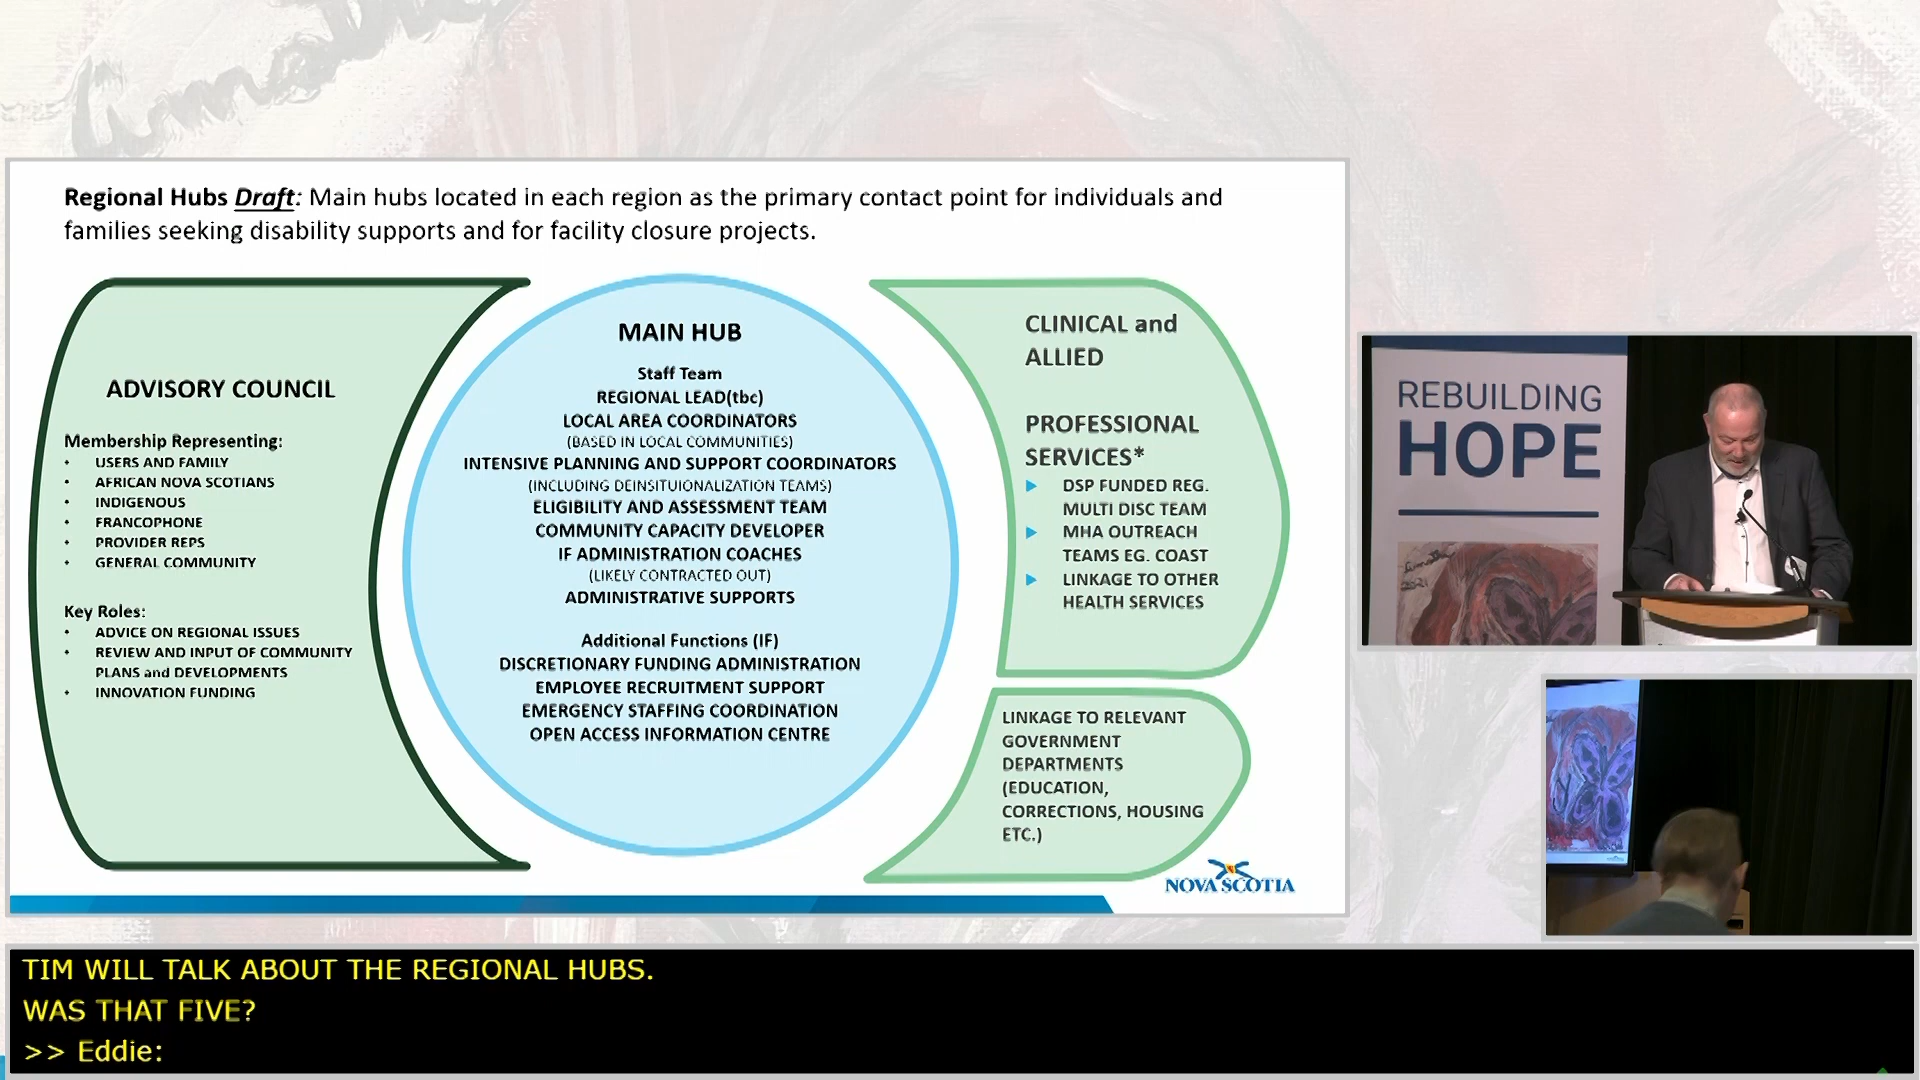 Regional Hubs Draft: Main hubs located in each region as the primary contact point for individuals and
families seeking disability supports and for facility closure projects.
ADVISORY COUNCIL
Membership Representing:
• USERS AND FAMILY
• AFRICAN NOVA SCOTIANS
• INDIGENOUS
• FRANCOPHONE
• PROVIDER REPS
• GENERAL COMMUNITY
Key Roles:
• ADVICE ON REGIONAL ISSUES
• REVIEW AND INPUT OF COMMUNITY
PLANS and DEVELOPMENTS
• INNOVATION FUNDING
MAIN HUB
Staff Team
REGIONAL LEAD(tbc)
LOCAL AREA COORDINATORS
(BASED IN LOCAL COMMUNITIES)
INTENSIVE PLANNING AND SUPPORT COORDINATORS
(INCLUDING DEINSITUIONALIZATION TEAMS)
ELIGIBILITY AND ASSESSMENT TEAM
COMMUNITY CAPACITY DEVELOPER
IF ADMINISTRATION COACHES
(LIKELY CONTRACTED OUT)
ADMINISTRATIVE SUPPORTS
Additional Functions (IF)
DISCRETIONARY FUNDING ADMINISTRATION
EMPLOYEE RECRUITMENT SUPPORT
EMERGENCY STAFFING COORDINATION
OPEN ACCESS INFORMATION CENTRE
CLINICAL and
ALLIED
PROFESSIONAL
SERVICES*
DSP FUNDED REG.
MULTI DISC TEAM
MHA OUTREACH
TEAMS EG. COAST
LINKAGE TO OTHER
HEALTH SERVICES
LINKAGE TO RELEVANT
GOVERNMENT
DEPARTMENTS
(EDUCATION,
CORRECTIONS, HOUSING
ETC.)
NOVA SCOTIA
REBUILDING
HOPE
TIM WILL TALK ABOUT THE REGIONAL HUBS.
WAS THAT FIVE?
>> Eddie: